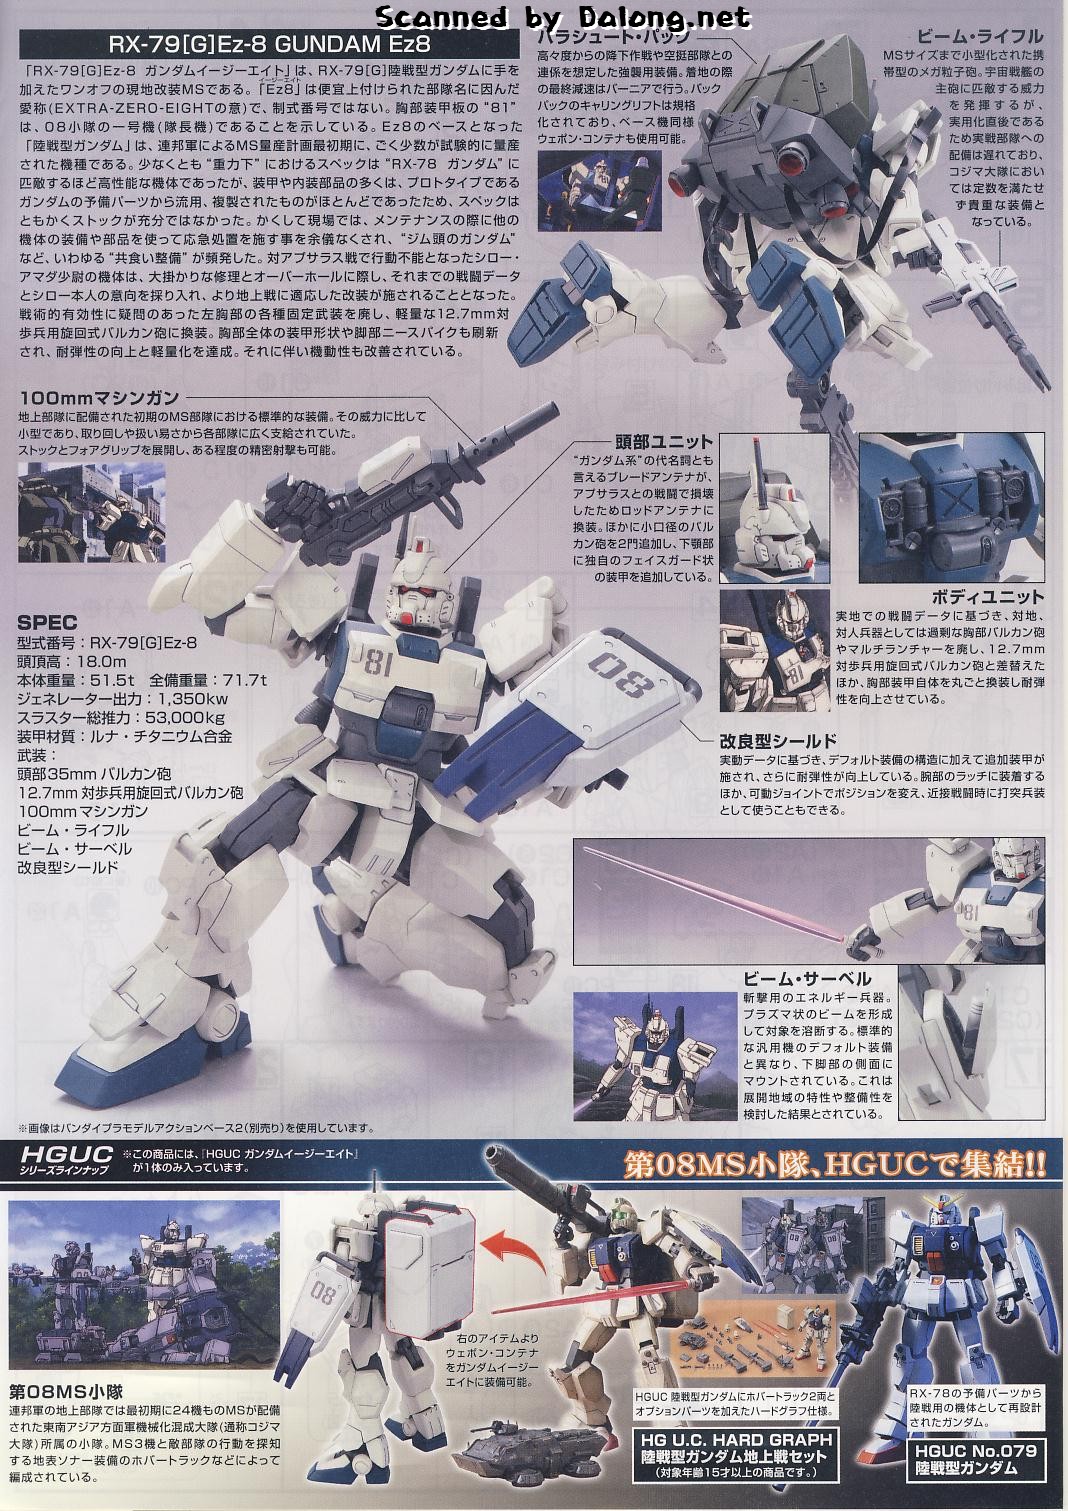 Scanned by Dalong.net
RX-79[G]Ez-8 GUNDAM Ez8
「RX-79[G]Ez-8 ガンダムイージーエイト」は、RX-79[G]陸戦型ガンダムに手を
加えたワンオフの現地改装MSである。「Ez8」は便宜上付けられた部隊名に因んだ
イージーエイト
愛称(EXTRA-ZERO-EIGHTの意)で、制式番号ではない。胸部装甲板の“81”
は、08小隊の一号機(隊長機)であることを示している。Ez8のベースとなった
「陸戦型ガンダム」は、連邦軍によるMS量産計画最初期に、ごく少数が試験的に量産
された機種である。少なくとも“重力下”におけるスペックは“RX-78 ガンダム”に
匹敵するほど高性能な機体であったが、装甲や内装部品の多くは、プロトタイプである
ガンダムの予備パーツから流用、複製されたものがほとんどであったため、スペックは
ともかくストックが充分ではなかった。かくして現場では、メンテナンスの際に他の
機体の装備や部品を使って応急処置を施す事を余儀なくされ、“ジム頭のガンダム”
など、いわゆる“共食い整備”が頻発した。対アプサラス戦で行動不能となったシロー・
アマダ少尉の機体は、大掛かりな修理とオーバーホールに際し、それまでの戦闘データ
とシロー本人の意向を採り入れ、より地上戦に適応した改装が施されることとなった。
戦術的有効性に疑問のあった左胸部の各種固定武装を廃し、軽量な12.7mm対
歩兵用旋回式バルカン砲に換装。胸部全体の装甲形状や脚部ニースパイクも刷新
され、耐弾性の向上と軽量化を達成。それに伴い機動性も改善されている。
パラシュート・パック
高々度からの降下作戦や空挺部隊との
連係を想定した強襲用装備。着地の際
の最終減速はバーニアで行う。バック
パックのキャリングリフトは規格
化されており、ベース機同様
ウェポン・コンテナも使用可能。
ビーム・ライフル
MSサイズまで小型化された携
帯型のメガ粒子砲。宇宙戦艦の
主砲に匹敵する威力
を発揮するが、
実用化直後である
ため実戦部隊への
配備は遅れており、
コジマ大隊におい
ては定数を満たせ
ず貴重な装備と
なっている。
100mmマシンガン
地上部隊に配備された初期のMS部隊における標準的な装備。その威力に比して
小型であり、取り回しや扱い易さから各部隊に広く支給されていた。
ストックとフォアグリップを展開し、ある程度の精密射撃も可能。
頭部ユニット
“ガンダム系”の代名詞とも
言えるブレードアンテナが、
アプサラスとの戦闘で損壊
したためロッドアンテナに
換装。ほかに小口径のバル
カン砲を2門追加し、下顎部
に独自のフェイスガード状
の装甲を追加している。
ボディユニット
実地での戦闘データに基づき、対地、
対人兵器としては過剰な胸部バルカン砲
やマルチランチャーを廃し、12.7mm
対歩兵用旋回式バルカン砲と差替えた
ほか、胸部装甲自体を丸ごと換装し耐弾
性を向上させている。
SPEC
型式番号：RX-79[G]Ez-8
頭頂高：18.0m
本体重量：51.5t 全備重量：71.7t
ジェネレーター出力：1,350kw
スラスター総推力：53,000kg
装甲材質：ルナ・チタニウム合金
武装：
頭部35mm バルカン砲
12.7mm 対歩兵用旋回式バルカン砲
100mmマシンガン
ビーム・ライフル
ビーム・サーベル
改良型シールド
81
08
改良型シールド
実動データに基づき、デフォルト装備の構造に加えて追加装甲が
施され、さらに耐弾性が向上している。腕部のラッチに装着する
ほか、可動ジョイントでポジションを変え、近接戦闘時に打突兵装
として使うこともできる。
81
ビーム・サーベル
斬撃用のエネルギー兵器。
プラズマ状のビームを形成
して対象を溶断する。標準的
な汎用機のデフォルト装備
と異なり、下脚部の側面に
マウントされている。これは
展開地域の特性や整備性を
検討した結果とされている。
※画像はバンダイプラモデルアクションベース2(別売り)を使用しています。
HGUC
シリーズラインナップ
※この商品には、『HGUC ガンダムイージーエイト』
が1体のみ入っています。
第08MS小隊、HGUCで集結!!
08
右のアイテムより
ウェポン・コンテナ
をガンダムイージー
エイトに装備可能。
第08MS小隊
連邦軍の地上部隊では最初期に24機ものMSが配備
された東南アジア方面軍機械化混成大隊(通称コジマ
大隊)所属の小隊。MS3機と敵部隊の行動を探知
する地表ソナー装備のホバートラックなどによって
編成されている。
HGUC 陸戦型ガンダムにホバートラック2両と
オプションパーツを加えたハードグラフ仕様。
HG U.C. HARD GRAPH
陸戦型ガンダム地上戦セット
(対象年齢15才以上の商品です。)
RX-78の予備パーツから
陸戦用の機体として再設計
されたガンダム。
HGUC No.079
陸戦型ガンダム